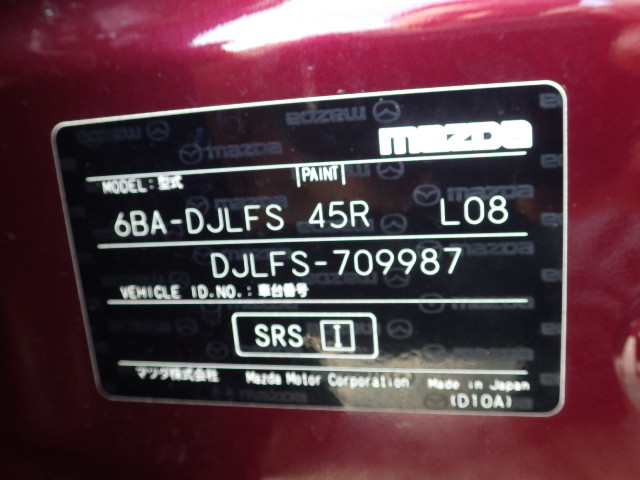 mazda
MODEL:型式 PAINT
6BA-DJLFS 45R L08
DJLFS-709987
VEHICLE ID.NO.:車台番号
SRS I
マツダ株式会社 Mazda Motor Corporation Made in Japan
(D10A)